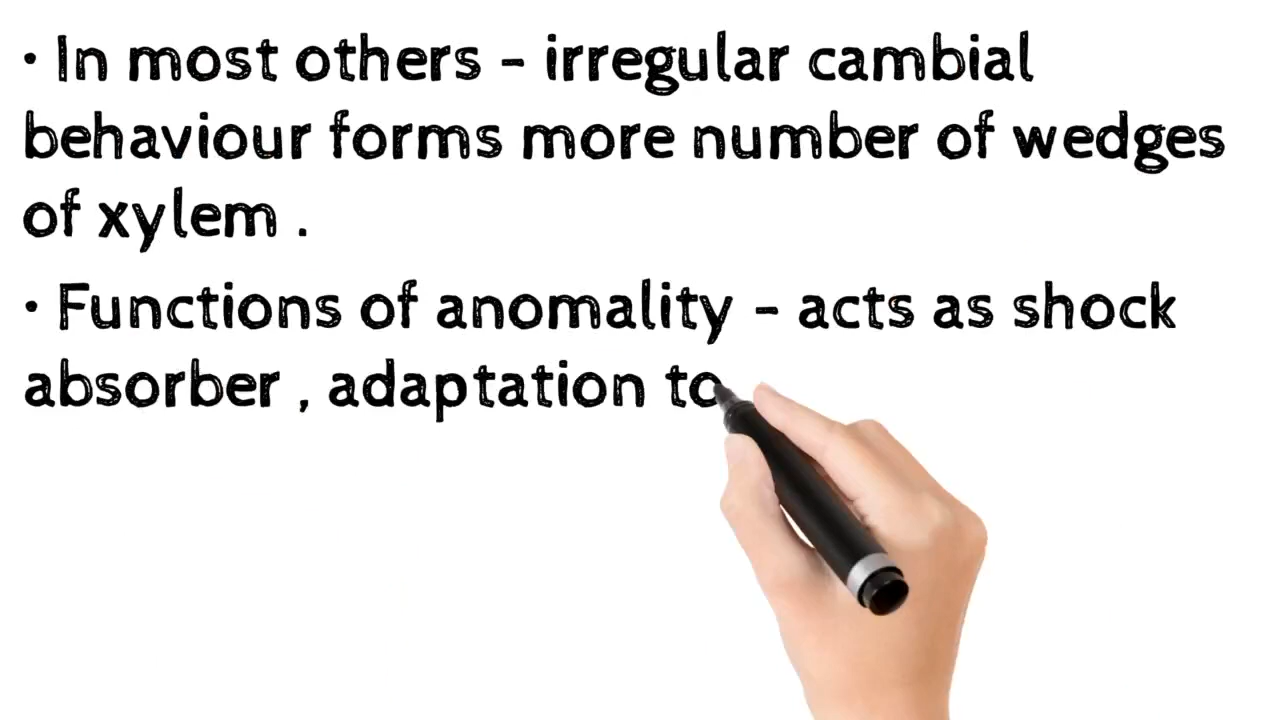 • In most others - irregular cambial
behaviour forms more number of wedges
of xylem .
• Functions of anomality - acts as shock
absorber , adaptation to